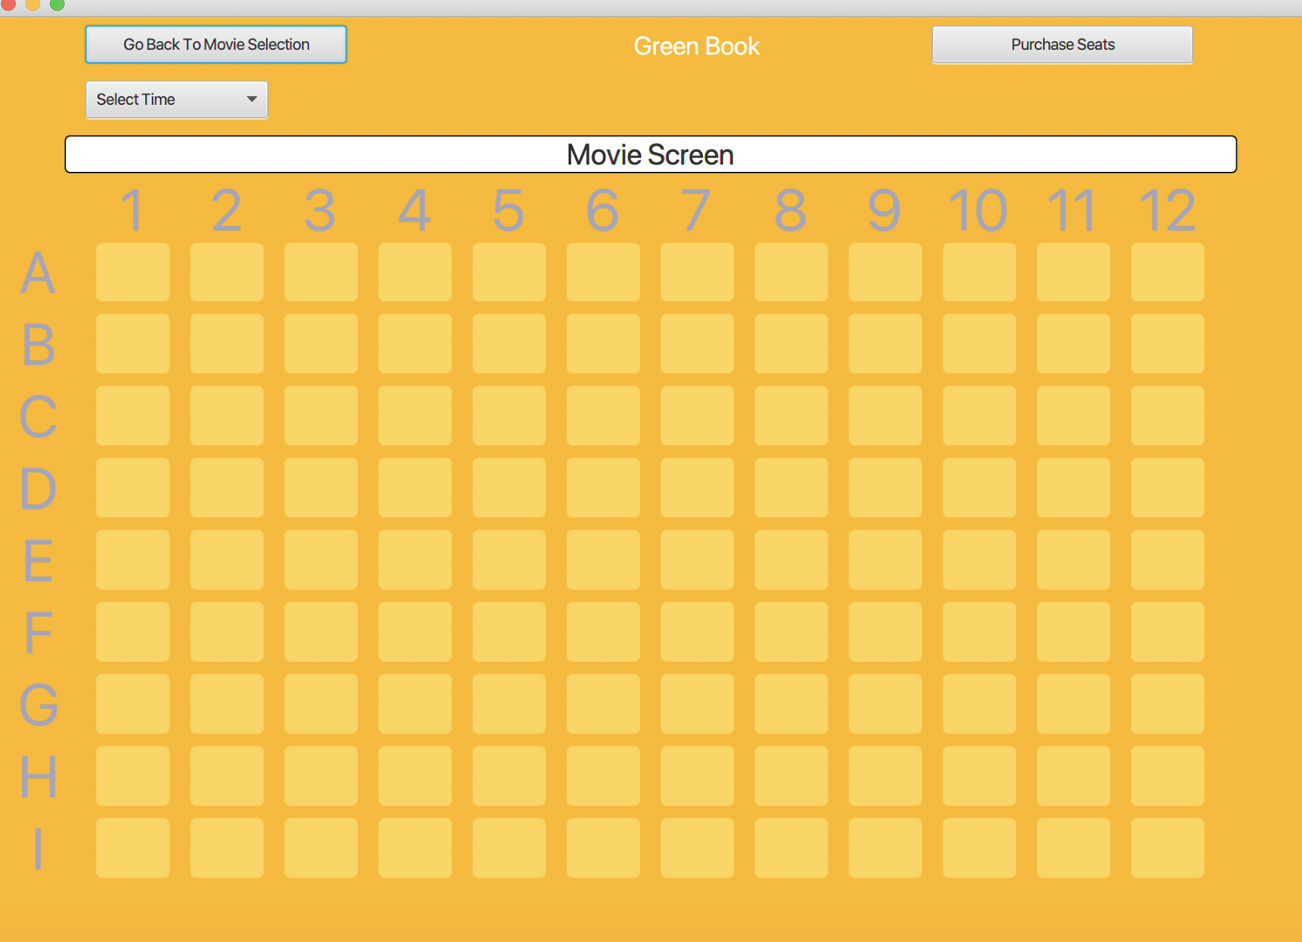 Go Back To Movie Selection
Green Book
Purchase Seats
Select Time
Movie Screen
1 2 3 4 5 6 7 8 9 10 11 12
A
B
C
D
E
F
G
H
I